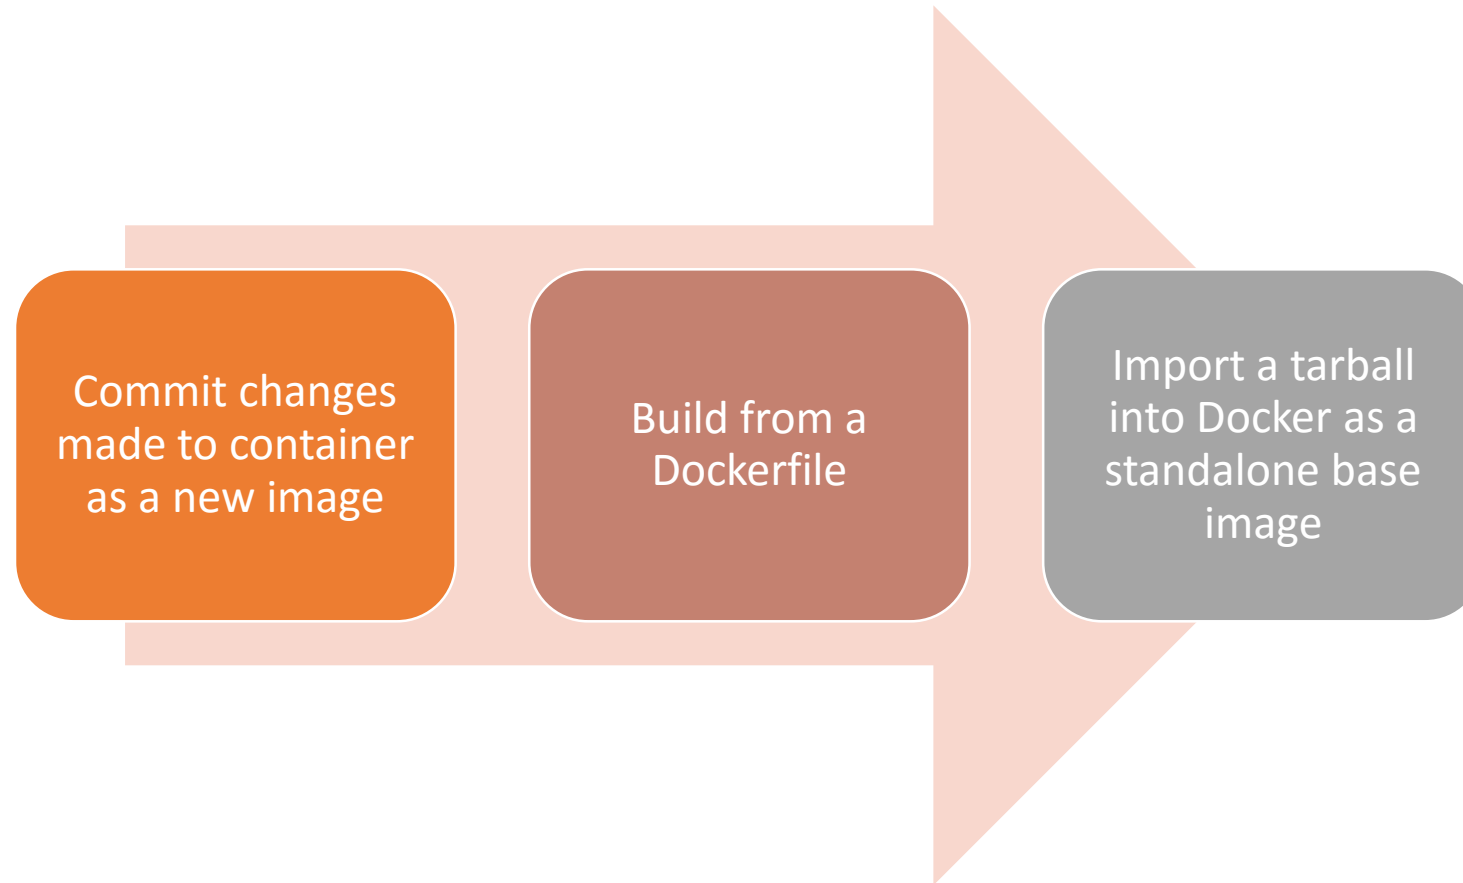 Commit changes
made to container
as a new image
Build from a
Dockerfile
Import a tarball
into Docker as a
standalone base
image